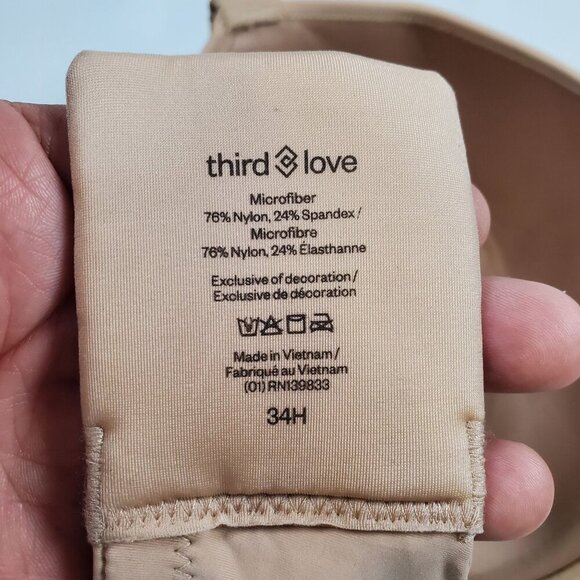 third love
Microfiber
76% Nylon, 24% Spandex /
Microfibre
76% Nylon, 24% Élasthanne
Exclusive of decoration /
Exclusive de décoration
Made in Vietnam /
Fabriqué au Vietnam
(01) RN139833
34H